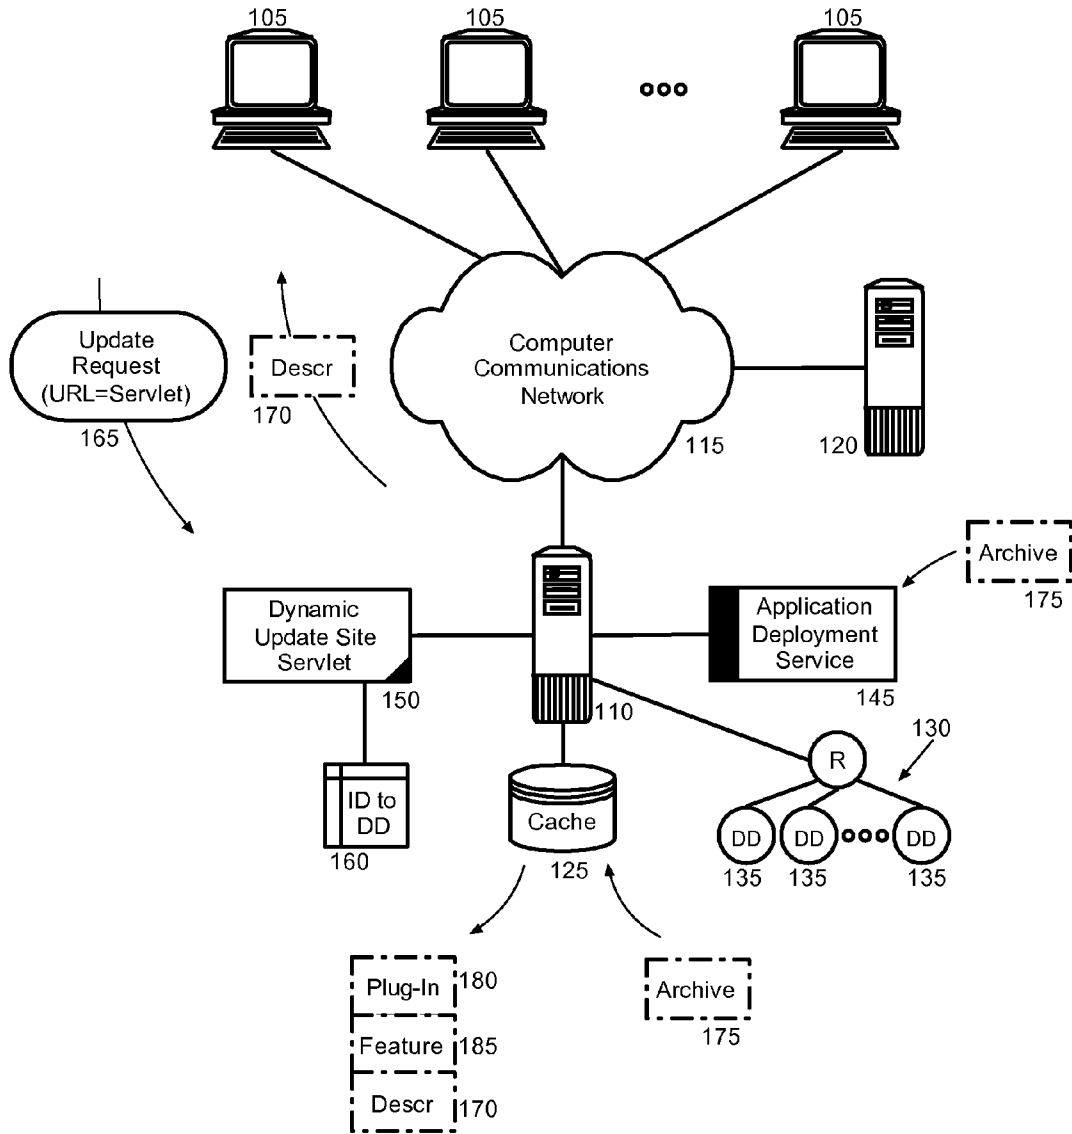 105
105
105
Computer
Communications
Network
115
120
Update
Request
(URL=Servlet)
165
Descr
170
Archive
175
Dynamic
Update Site
Servlet
150
110
Application
Deployment
Service
145
130
R
DD
DD
DD
135
135
135
ID to
DD
160
Cache
125
Plug-In
180
Feature
185
Descr
170
Archive
175